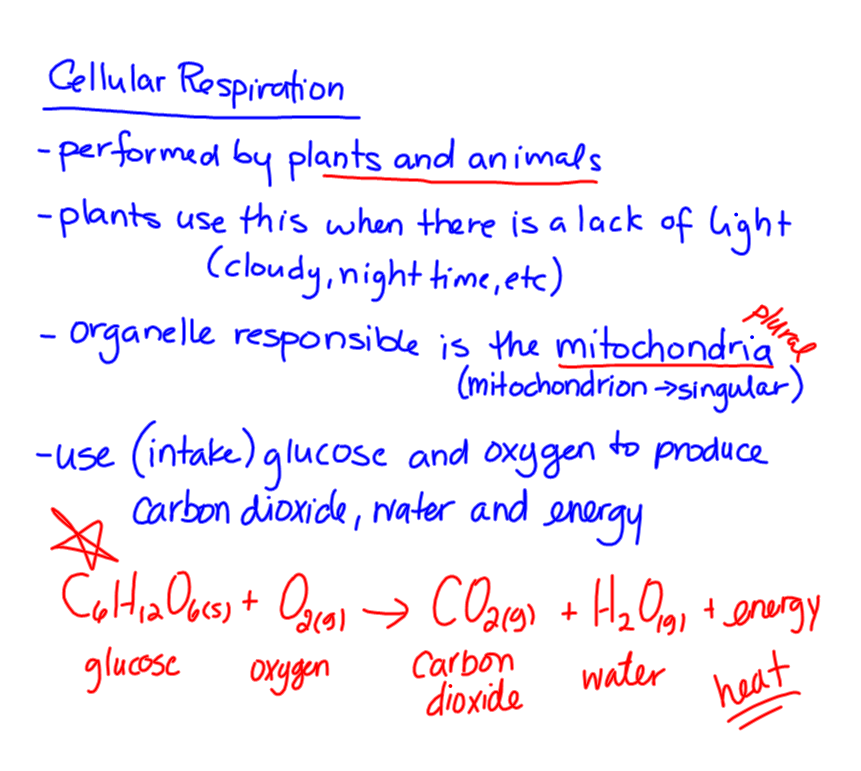 Cellular Respiration
-performed by plants and animals
-plants use this when there is a lack of light
(cloudy, night time, etc)
plural
- organelle responsible is the mitochondria
(mitochondrion →singular)
-use (intake) glucose and oxygen to produce
carbon dioxide, water and energy
C₆H₁₂O₆(s) + O₂(g) → CO₂(g) + H₂O(g) + energy
glucose oxygen carbon dioxide water heat